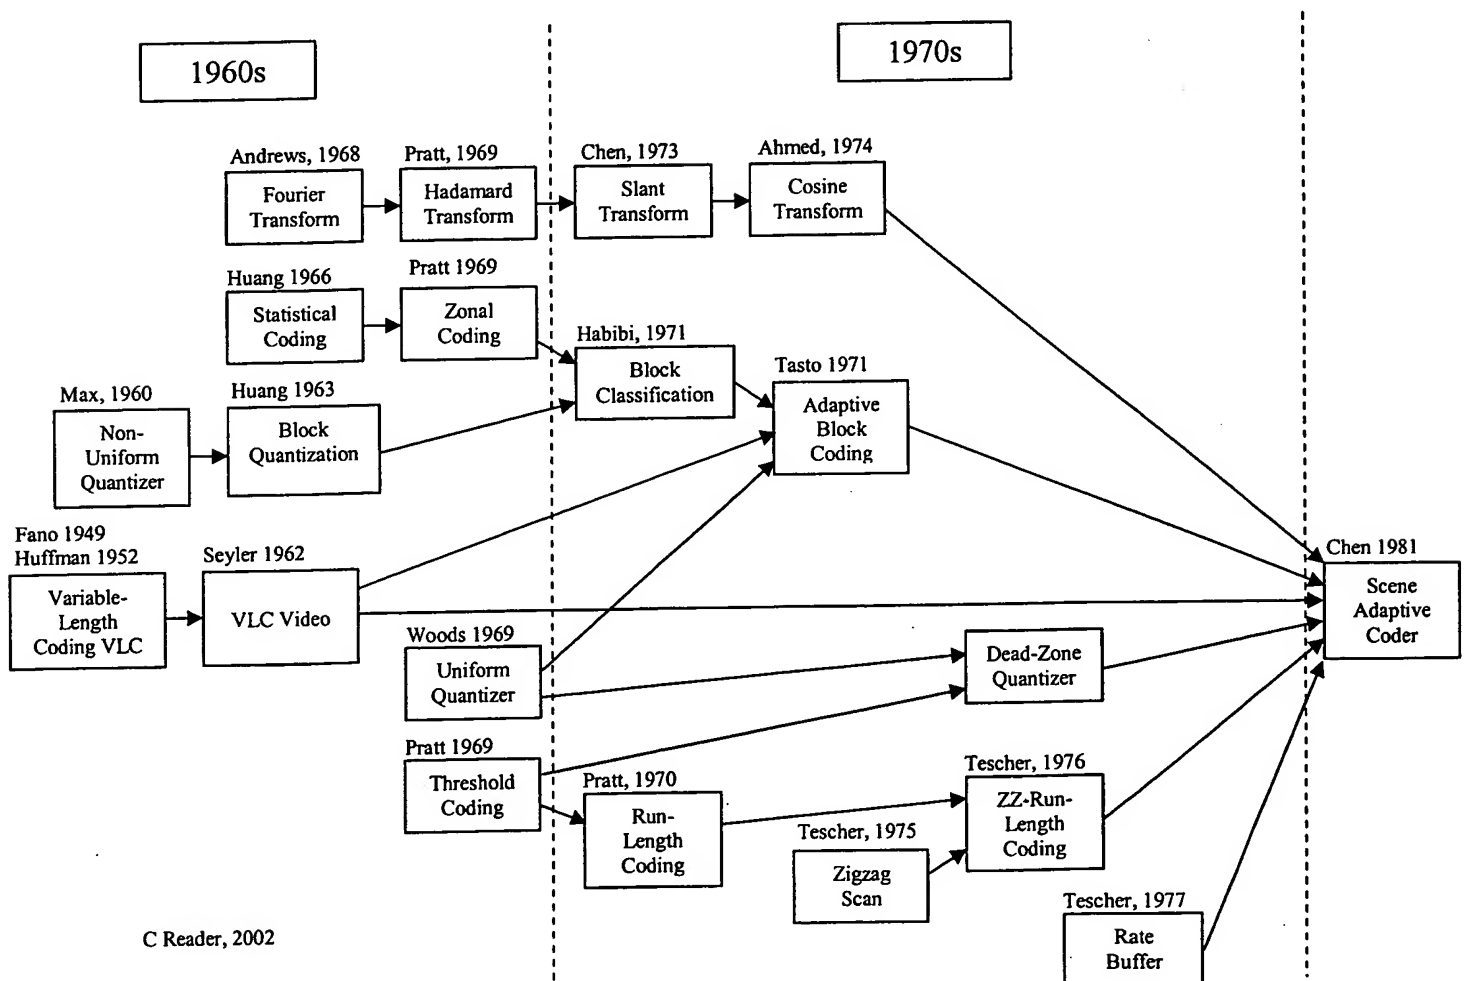 1960s
1970s
Andrews, 1968
Fourier
Transform
Pratt, 1969
Hadamard
Transform
Chen, 1973
Slant
Transform
Ahmed, 1974
Cosine
Transform
Huang 1966
Statistical
Coding
Pratt 1969
Zonal
Coding
Habibi, 1971
Block
Classification
Tasto 1971
Adaptive
Block
Coding
Max, 1960
Non-
Uniform
Quantizer
Huang 1963
Block
Quantization
Fano 1949
Huffman 1952
Variable-
Length
Coding VLC
Seyler 1962
VLC Video
Chen 1981
Scene
Adaptive
Coder
Woods 1969
Uniform
Quantizer
Dead-Zone
Quantizer
Pratt 1969
Threshold
Coding
Pratt, 1970
Run-
Length
Coding
Tescher, 1976
ZZ-Run-
Length
Coding
Tescher, 1975
Zigzag
Scan
Tescher, 1977
Rate
Buffer
C Reader, 2002